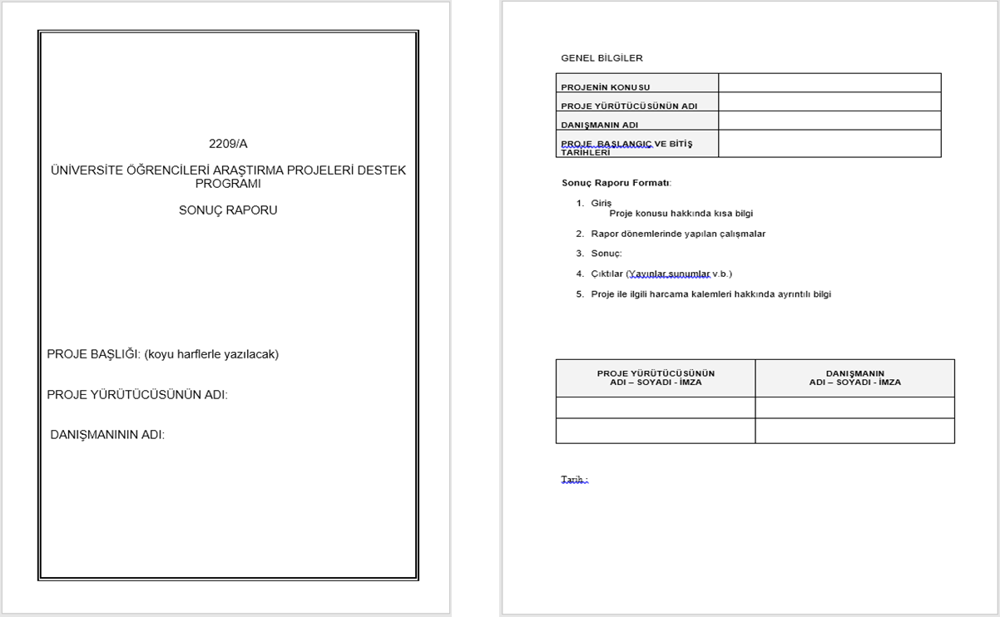 2209/A
ÜNİVERSİTE ÖĞRENCİLERİ ARAŞTIRMA PROJELERİ DESTEK
PROGRAMI
SONUÇ RAPORU
PROJE BAŞLIĞI: (koyu harflerle yazılacak)
PROJE YÜRÜTÜCÜSÜNÜN ADI:
DANIŞMANININ ADI:
GENEL BİLGİLER
PROJENİN KONUSU
PROJE YÜRÜTÜCÜSÜNÜN ADI
DANIŞMANIN ADI
PROJE BAŞLANGIÇ VE BİTİŞ
TARİHLERİ
Sonuç Raporu Formatı:
1. Giriş
Proje konusu hakkında kısa bilgi
2. Rapor dönemlerinde yapılan çalışmalar
3. Sonuç:
4. Çıktılar (Yayınlar,sunumlar v.b.)
5. Proje ile ilgili harcama kalemleri hakkında ayrıntılı bilgi
PROJE YÜRÜTÜCÜSÜNÜN
ADI – SOYADI - İMZA
DANIŞMANIN
ADI – SOYADI - İMZA
Tarih :